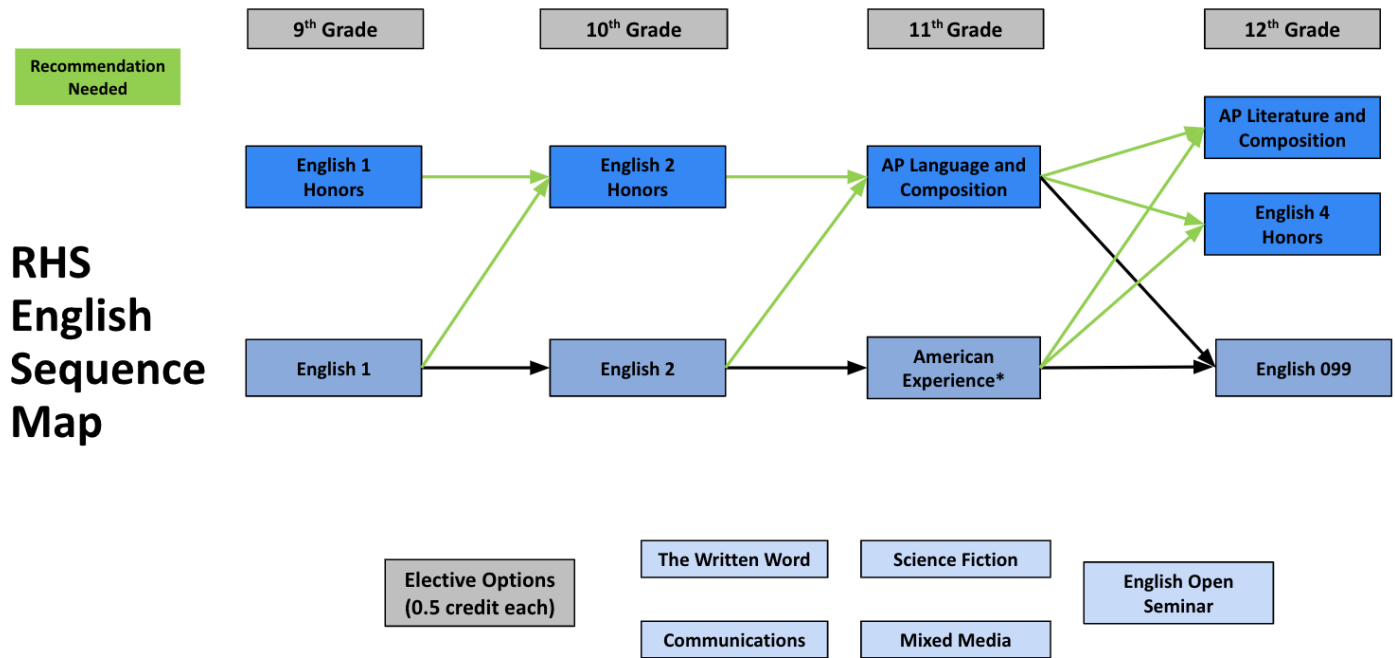 9th Grade
10th Grade
11th Grade
12th Grade
Recommendation
Needed
English 1
Honors
English 2
Honors
AP Language and
Composition
AP Literature and
Composition
English 4
Honors
RHS
English
Sequence
Map
English 1
English 2
American
Experience*
English 099
Elective Options
(0.5 credit each)
The Written Word
Science Fiction
English Open
Seminar
Communications
Mixed Media